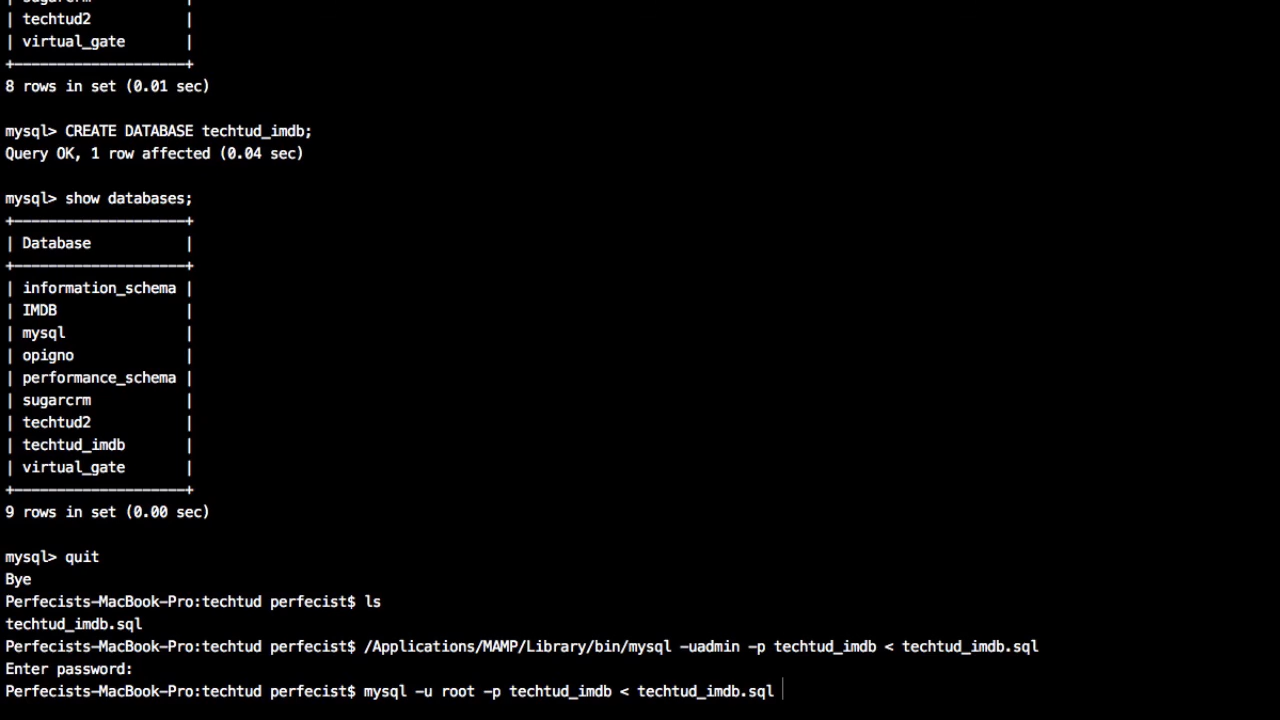 | techtud2 |
| virtual_gate |
+--------------------+
8 rows in set (0.01 sec)
mysql> CREATE DATABASE techtud_imdb;
Query OK, 1 row affected (0.04 sec)
mysql> show databases;
+--------------------+
| Database |
+--------------------+
| information_schema |
| IMDB |
| mysql |
| opigno |
| performance_schema |
| sugarcrm |
| techtud2 |
| techtud_imdb |
| virtual_gate |
+--------------------+
9 rows in set (0.00 sec)
mysql> quit
Bye
Perfecists-MacBook-Pro:techtud perfecist$ ls
techtud_imdb.sql
Perfecists-MacBook-Pro:techtud perfecist$ /Applications/MAMP/Library/bin/mysql -uadmin -p techtud_imdb < techtud_imdb.sql
Enter password:
Perfecists-MacBook-Pro:techtud perfecist$ mysql -u root -p techtud_imdb < techtud_imdb.sql